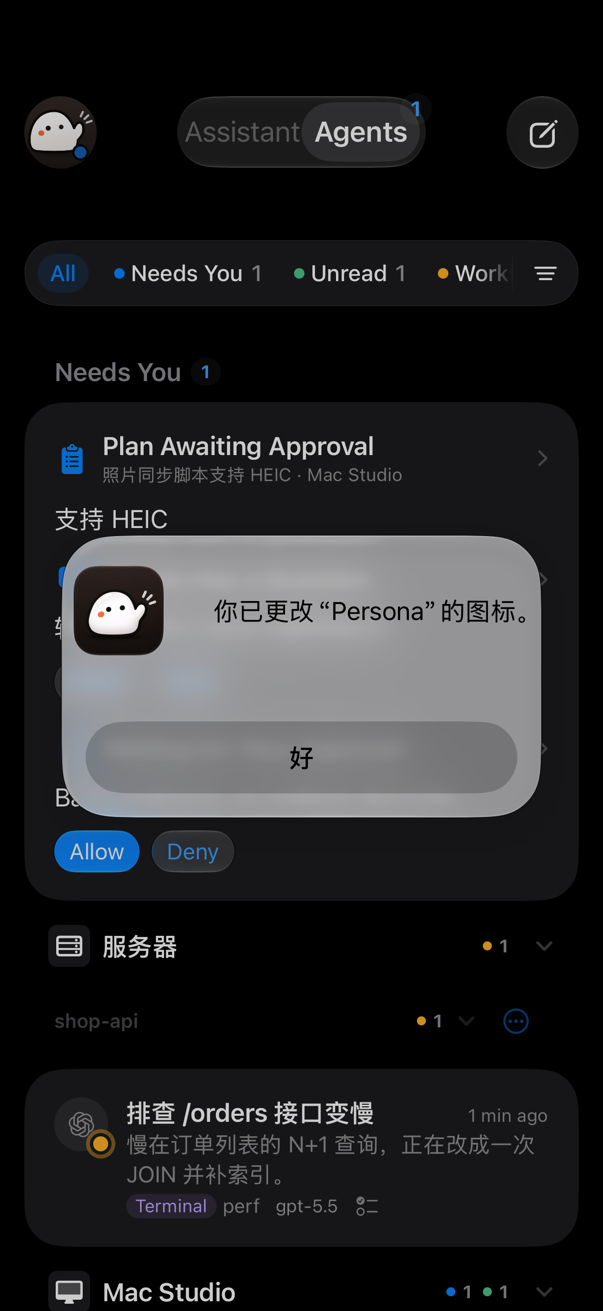 Assistant
Agents
1
All
Needs You 1
Unread 1
Work
Needs You 1
Plan Awaiting Approval
照片同步脚本支持 HEIC · Mac Studio
支持 HEIC
你已更改 “Persona” 的图标。
好
Allow
Deny
服务器
1
shop-api
1
排查 /orders 接口变慢
1 min ago
慢在订单列表的 N+1 查询，正在改成一次
JOIN 并补索引。
Terminal perf gpt-5.5
Mac Studio
1 1